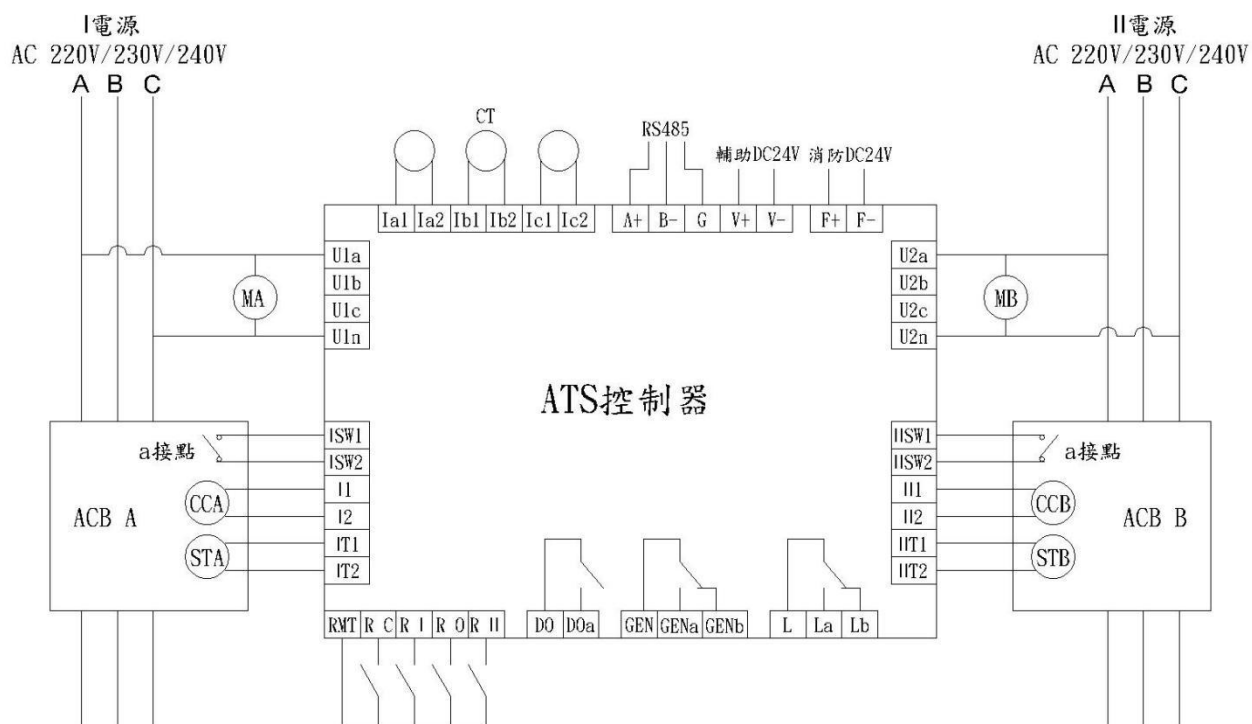 I電源
II電源
AC 220V/230V/240V
AC 220V/230V/240V
A B C
A B C
CT
RS485
輔助DC24V
消防DC24V
Ia1 Ia2 Ib1 Ib2 Ic1 Ic2
A+ B- G V+ V-
F+ F-
U1a
U1b
U1c
U1n
MA
U2a
U2b
U2c
U2n
MB
ATS控制器
ISW1
ISW2
I1
I2
IT1
IT2
a接點
CCA
STA
ACB A
IISW1
IISW2
II1
II2
IIT1
IIT2
a接點
CCB
STB
ACB B
RMT R C R I R O R II
DO DOa
GEN GENa GENb
L La Lb